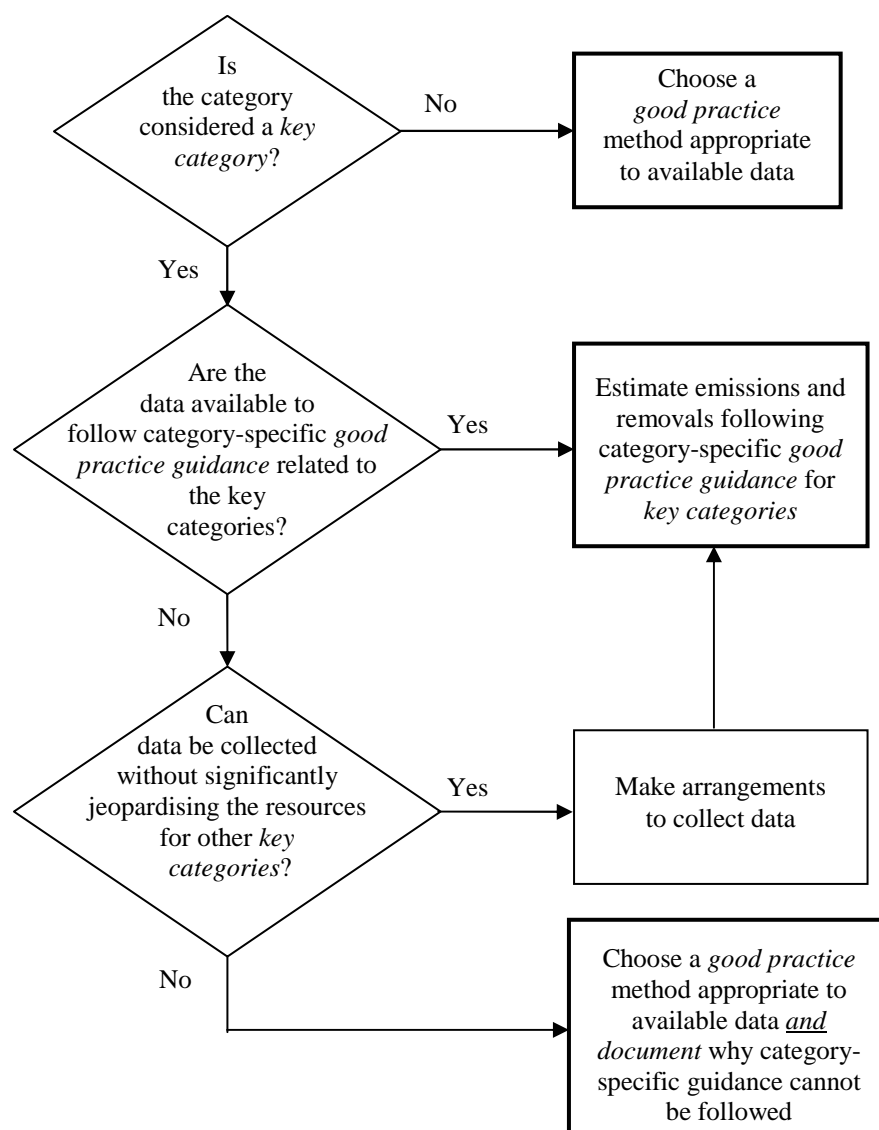 Is
the category
considered a key
category?
No
Choose a
good practice
method appropriate
to available data
Yes
Are the
data available to
follow category-specific good
practice guidance related to
the key
categories?
Yes
Estimate emissions and
removals following
category-specific good
practice guidance for
key categories
No
Can
data be collected
without significantly
jeopardising the resources
for other key
categories?
Yes
Make arrangements
to collect data
No
Choose a good practice
method appropriate to
available data and
document why category-
specific guidance cannot
be followed